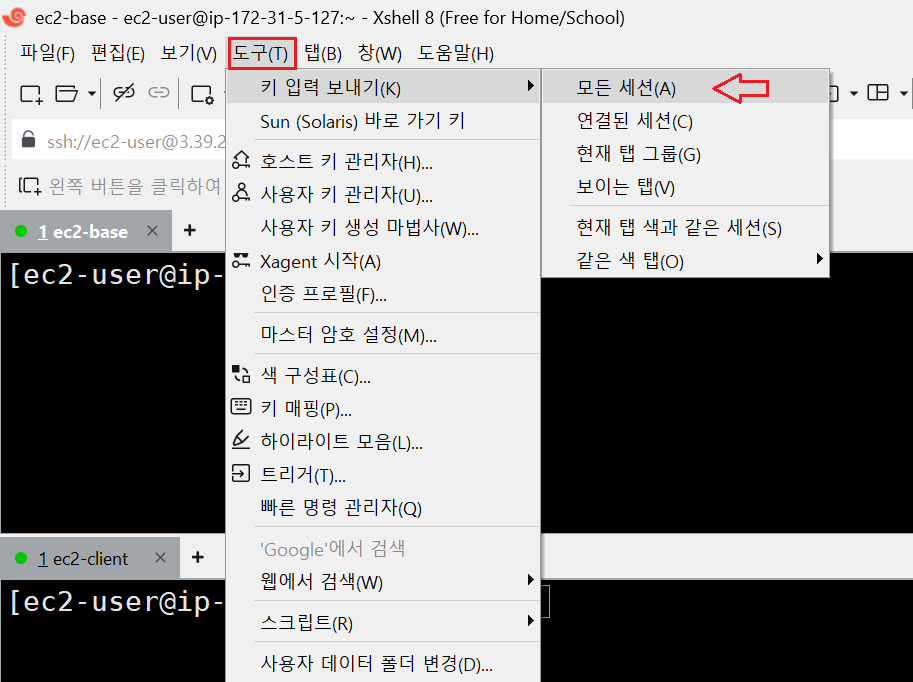 ec2-base - ec2-user@ip-172-31-5-127:~ - Xshell 8 (Free for Home/School)
파일(F) 편집(E) 보기(V) 도구(T) 탭(B) 창(W) 도움말(H)
ssh://ec2-user@3.39.2
왼쪽 버튼을 클릭하여
1 ec2-base × +
[ec2-user@ip-
키 입력 보내기(K)
Sun (Solaris) 바로 가기 키
호스트 키 관리자(H)...
사용자 키 관리자(U)...
사용자 키 생성 마법사(W)...
Xagent 시작(A)
인증 프로필(F)...
마스터 암호 설정(M)...
색 구성표(C)...
키 매핑(P)...
하이라이트 모음(L)...
트리거(T)...
빠른 명령 관리자(Q)
'Google'에서 검색
웹에서 검색(W)
스크립트(R)
사용자 데이터 폴더 변경(D)...
모든 세션(A)
연결된 세션(C)
현재 탭 그룹(G)
보이는 탭(V)
현재 탭 색과 같은 세션(S)
같은 색 탭(O)
1 ec2-client × +
[ec2-user@ip-